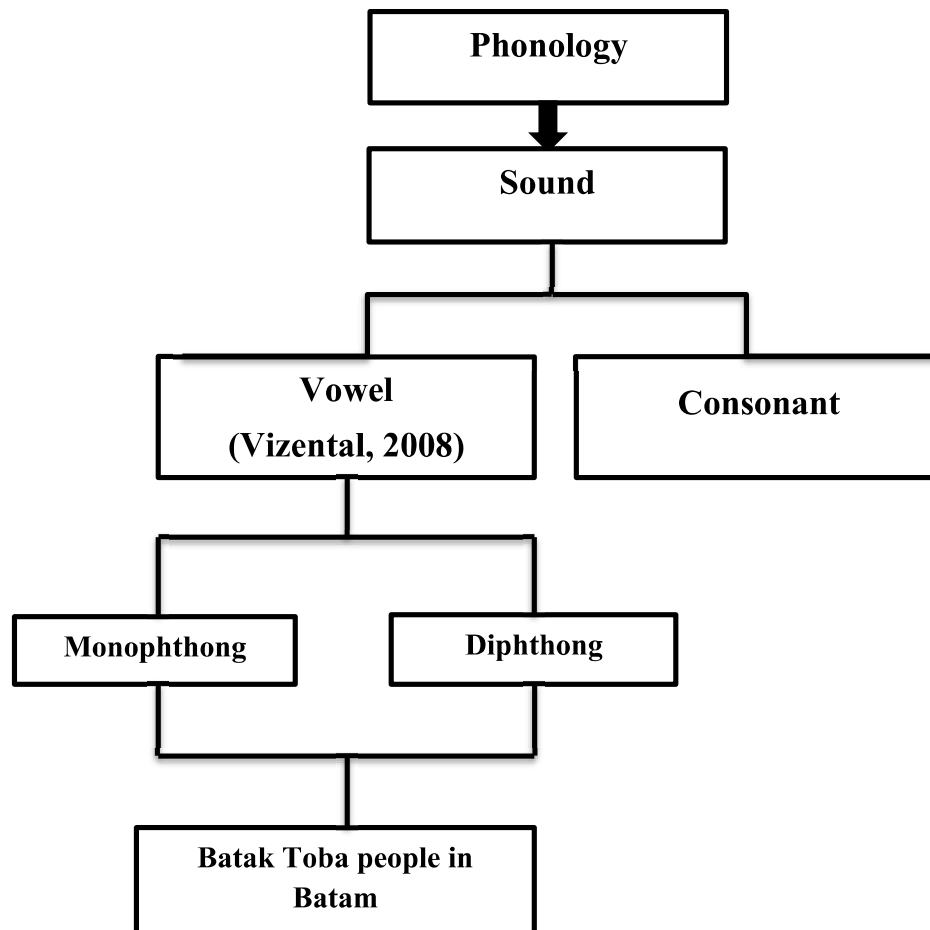 Phonology
Sound
Vowel
(Vizental, 2008)
Consonant
Monophthong
Diphthong
Batak Toba people in
Batam